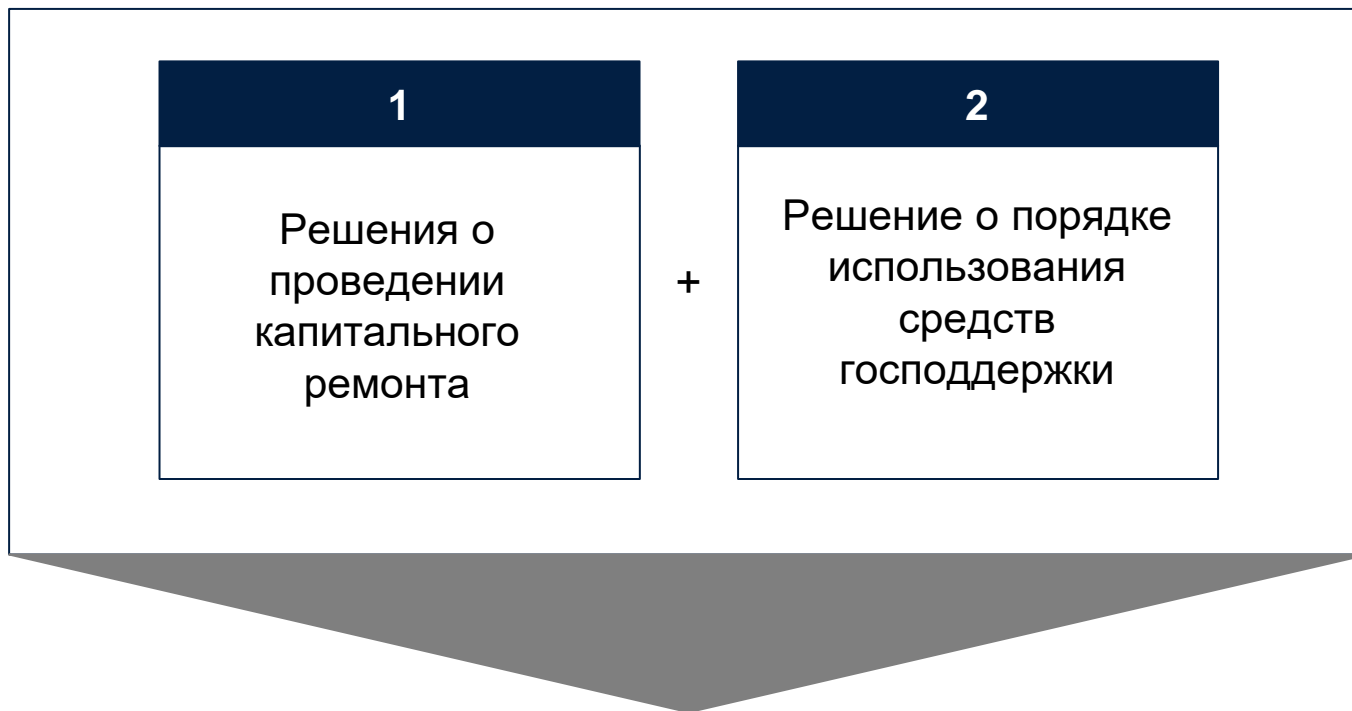 1
Решения о
проведении
капитального
ремонта
+
2
Решение о порядке
использования
средств
господдержки